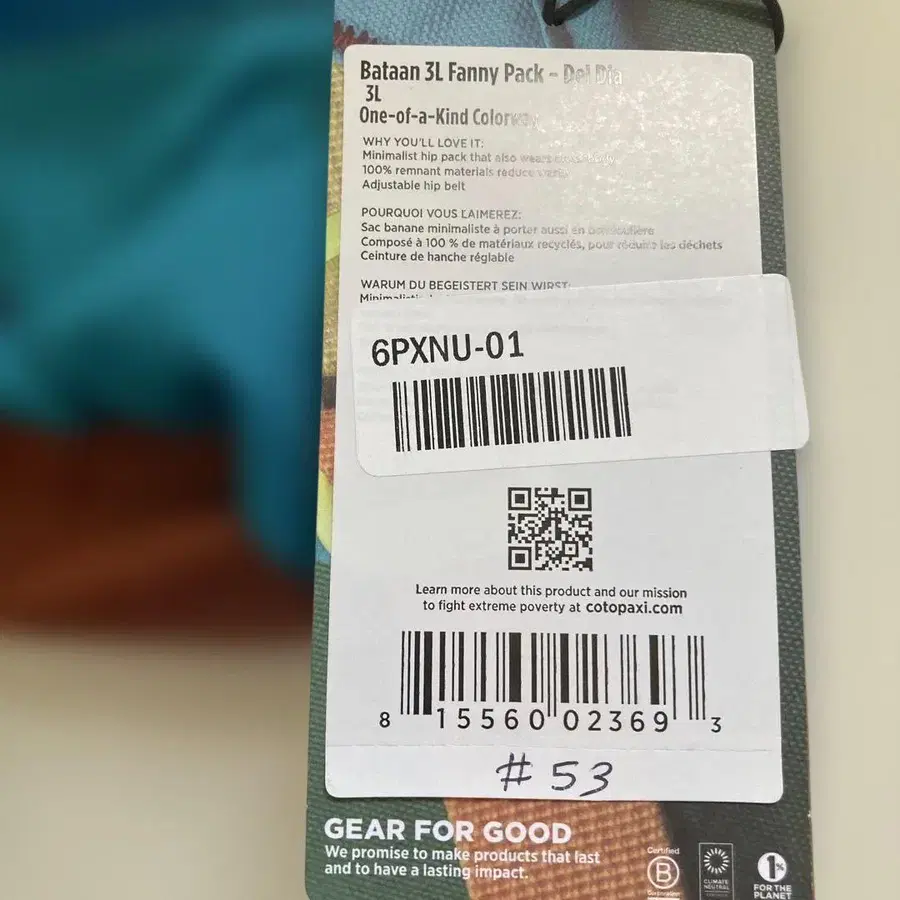 Bataan 3L Fanny Pack - Del Dia
3L
One-of-a-Kind Colorway
WHY YOU'LL LOVE IT:
Minimalist hip pack that also wears
100% remnant materials reduce waste
Adjustable hip belt
POURQUOI VOUS L'AIMEREZ:
Sac banane minimaliste à porter aussi en bandoulière
Composé à 100 % de matériaux recyclés, pour réduire les déchets
Ceinture de hanche réglable
WARUM DU BEGEISTERT SEIN WIRST:
6PXNU-01
Learn more about this product and our mission
to fight extreme poverty at cotopaxi.com
8 15560 02369 3
# 53
GEAR FOR GOOD
We promise to make products that last
and to have a lasting impact.
Certified
B
Corporation
CLIMATE
NEUTRAL
1%
FOR THE
PLANET